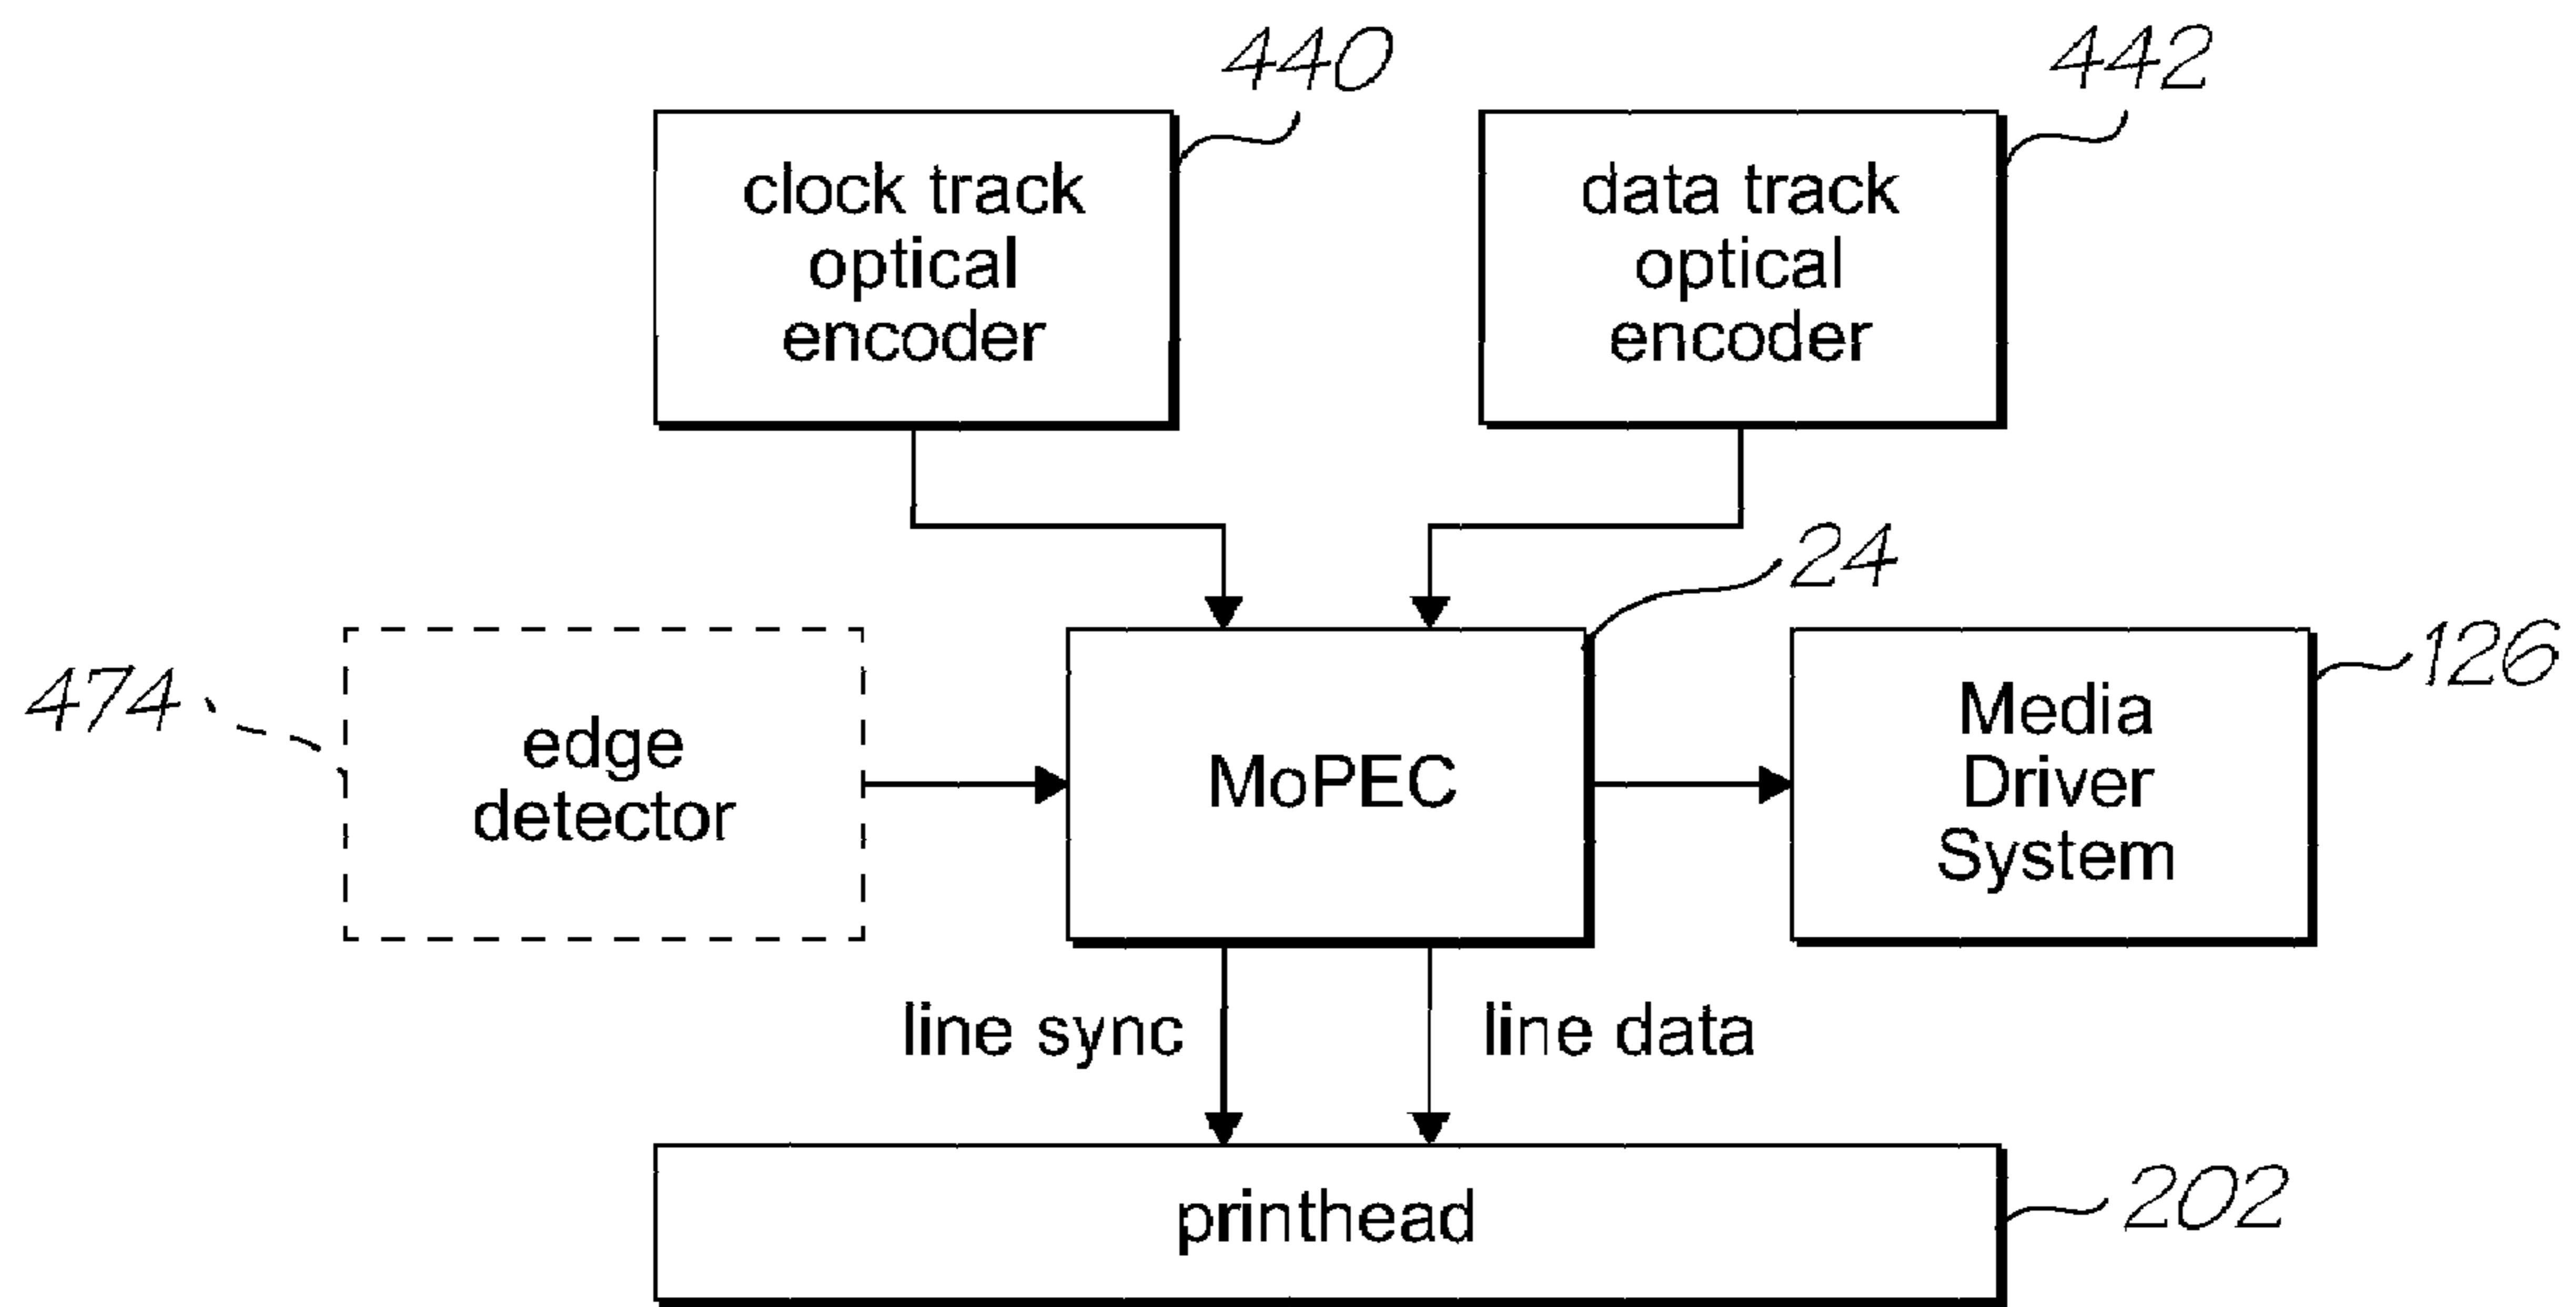 440
442
clock track
optical
encoder
data track
optical
encoder
24
126
474
edge
detector
MoPEC
Media
Driver
System
line sync
line data
printhead
202